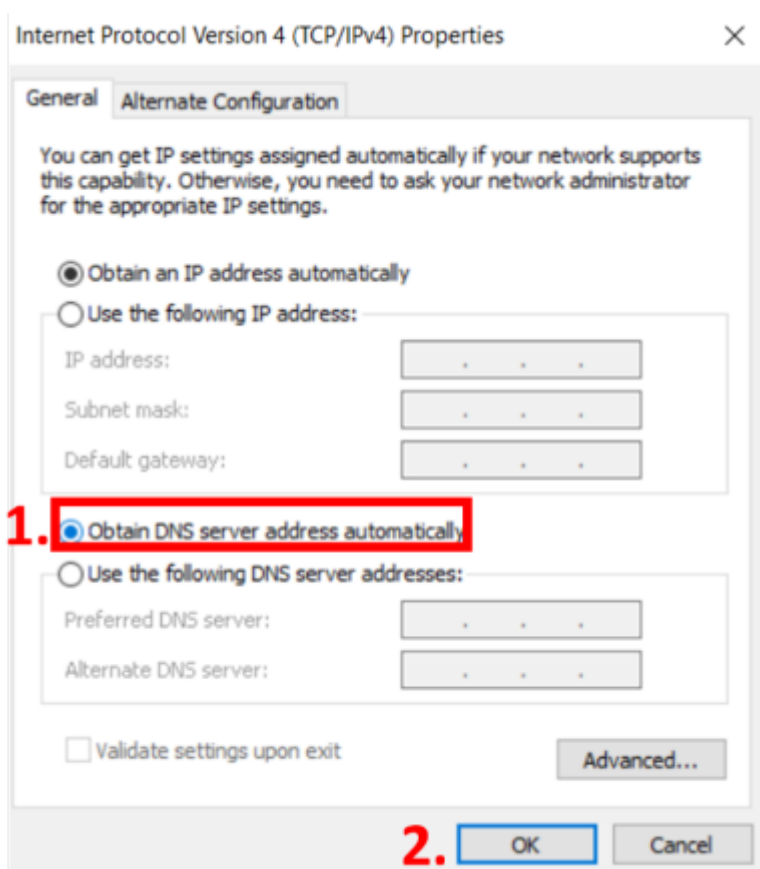 Internet Protocol Version 4 (TCP/IPv4) Properties
General
Alternate Configuration
You can get IP settings assigned automatically if your network supports
this capability. Otherwise, you need to ask your network administrator
for the appropriate IP settings.
Obtain an IP address automatically
Use the following IP address:
IP address:
Subnet mask:
Default gateway:
1. Obtain DNS server address automatically
Use the following DNS server addresses:
Preferred DNS server:
Alternate DNS server:
Validate settings upon exit
Advanced...
2. OK Cancel